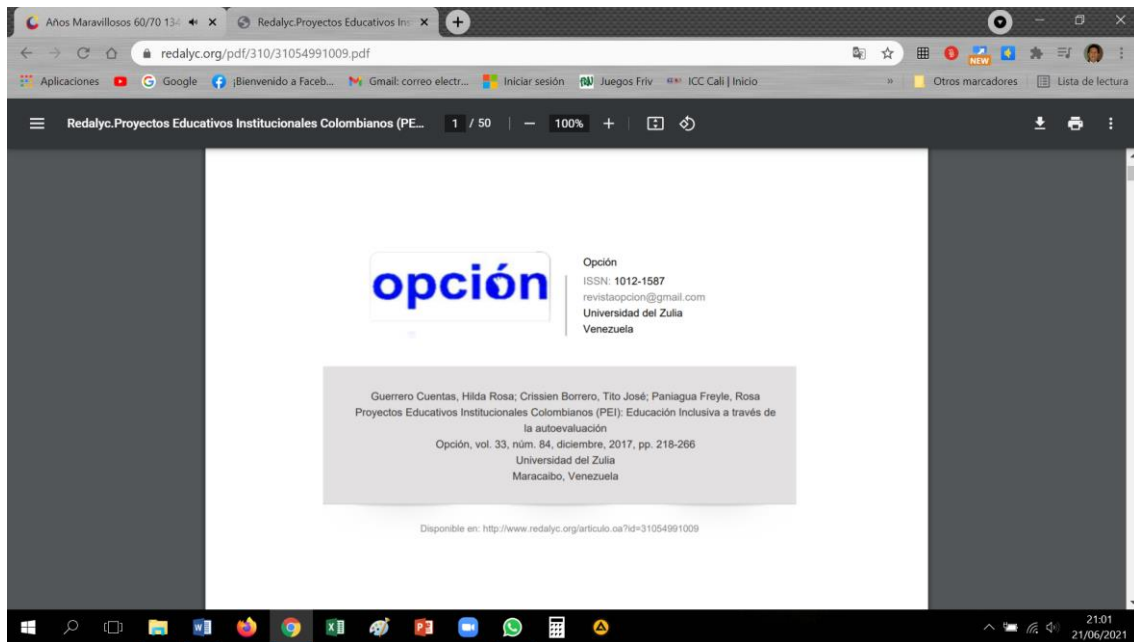 Años Maravillosos 60/70 134
Redalyc.Proyectos Educativos Ins
redalyc.org/pdf/310/31054991009.pdf
Aplicaciones
Google
¡Bienvenido a Faceb...
Gmail: correo electr...
Iniciar sesión
Juegos Friv
ICC Cali | Inicio
»
Otros marcadores
Lista de lectura
NEW
Redalyc.Proyectos Educativos Institucionales Colombianos (PE...
1 / 50
100%
opción
Opción
ISSN: 1012-1587
revistaopcion@gmail.com
Universidad del Zulia
Venezuela
Guerrero Cuentas, Hilda Rosa; Crissien Borrero, Tito José; Paniagua Freyle, Rosa
Proyectos Educativos Institucionales Colombianos (PEI): Educación Inclusiva a través de
la autoevaluación
Opción, vol. 33, núm. 84, diciembre, 2017, pp. 218-266
Universidad del Zulia
Maracaibo, Venezuela
Disponible en: http://www.redalyc.org/articulo.oa?id=31054991009
21:01
21/06/2021